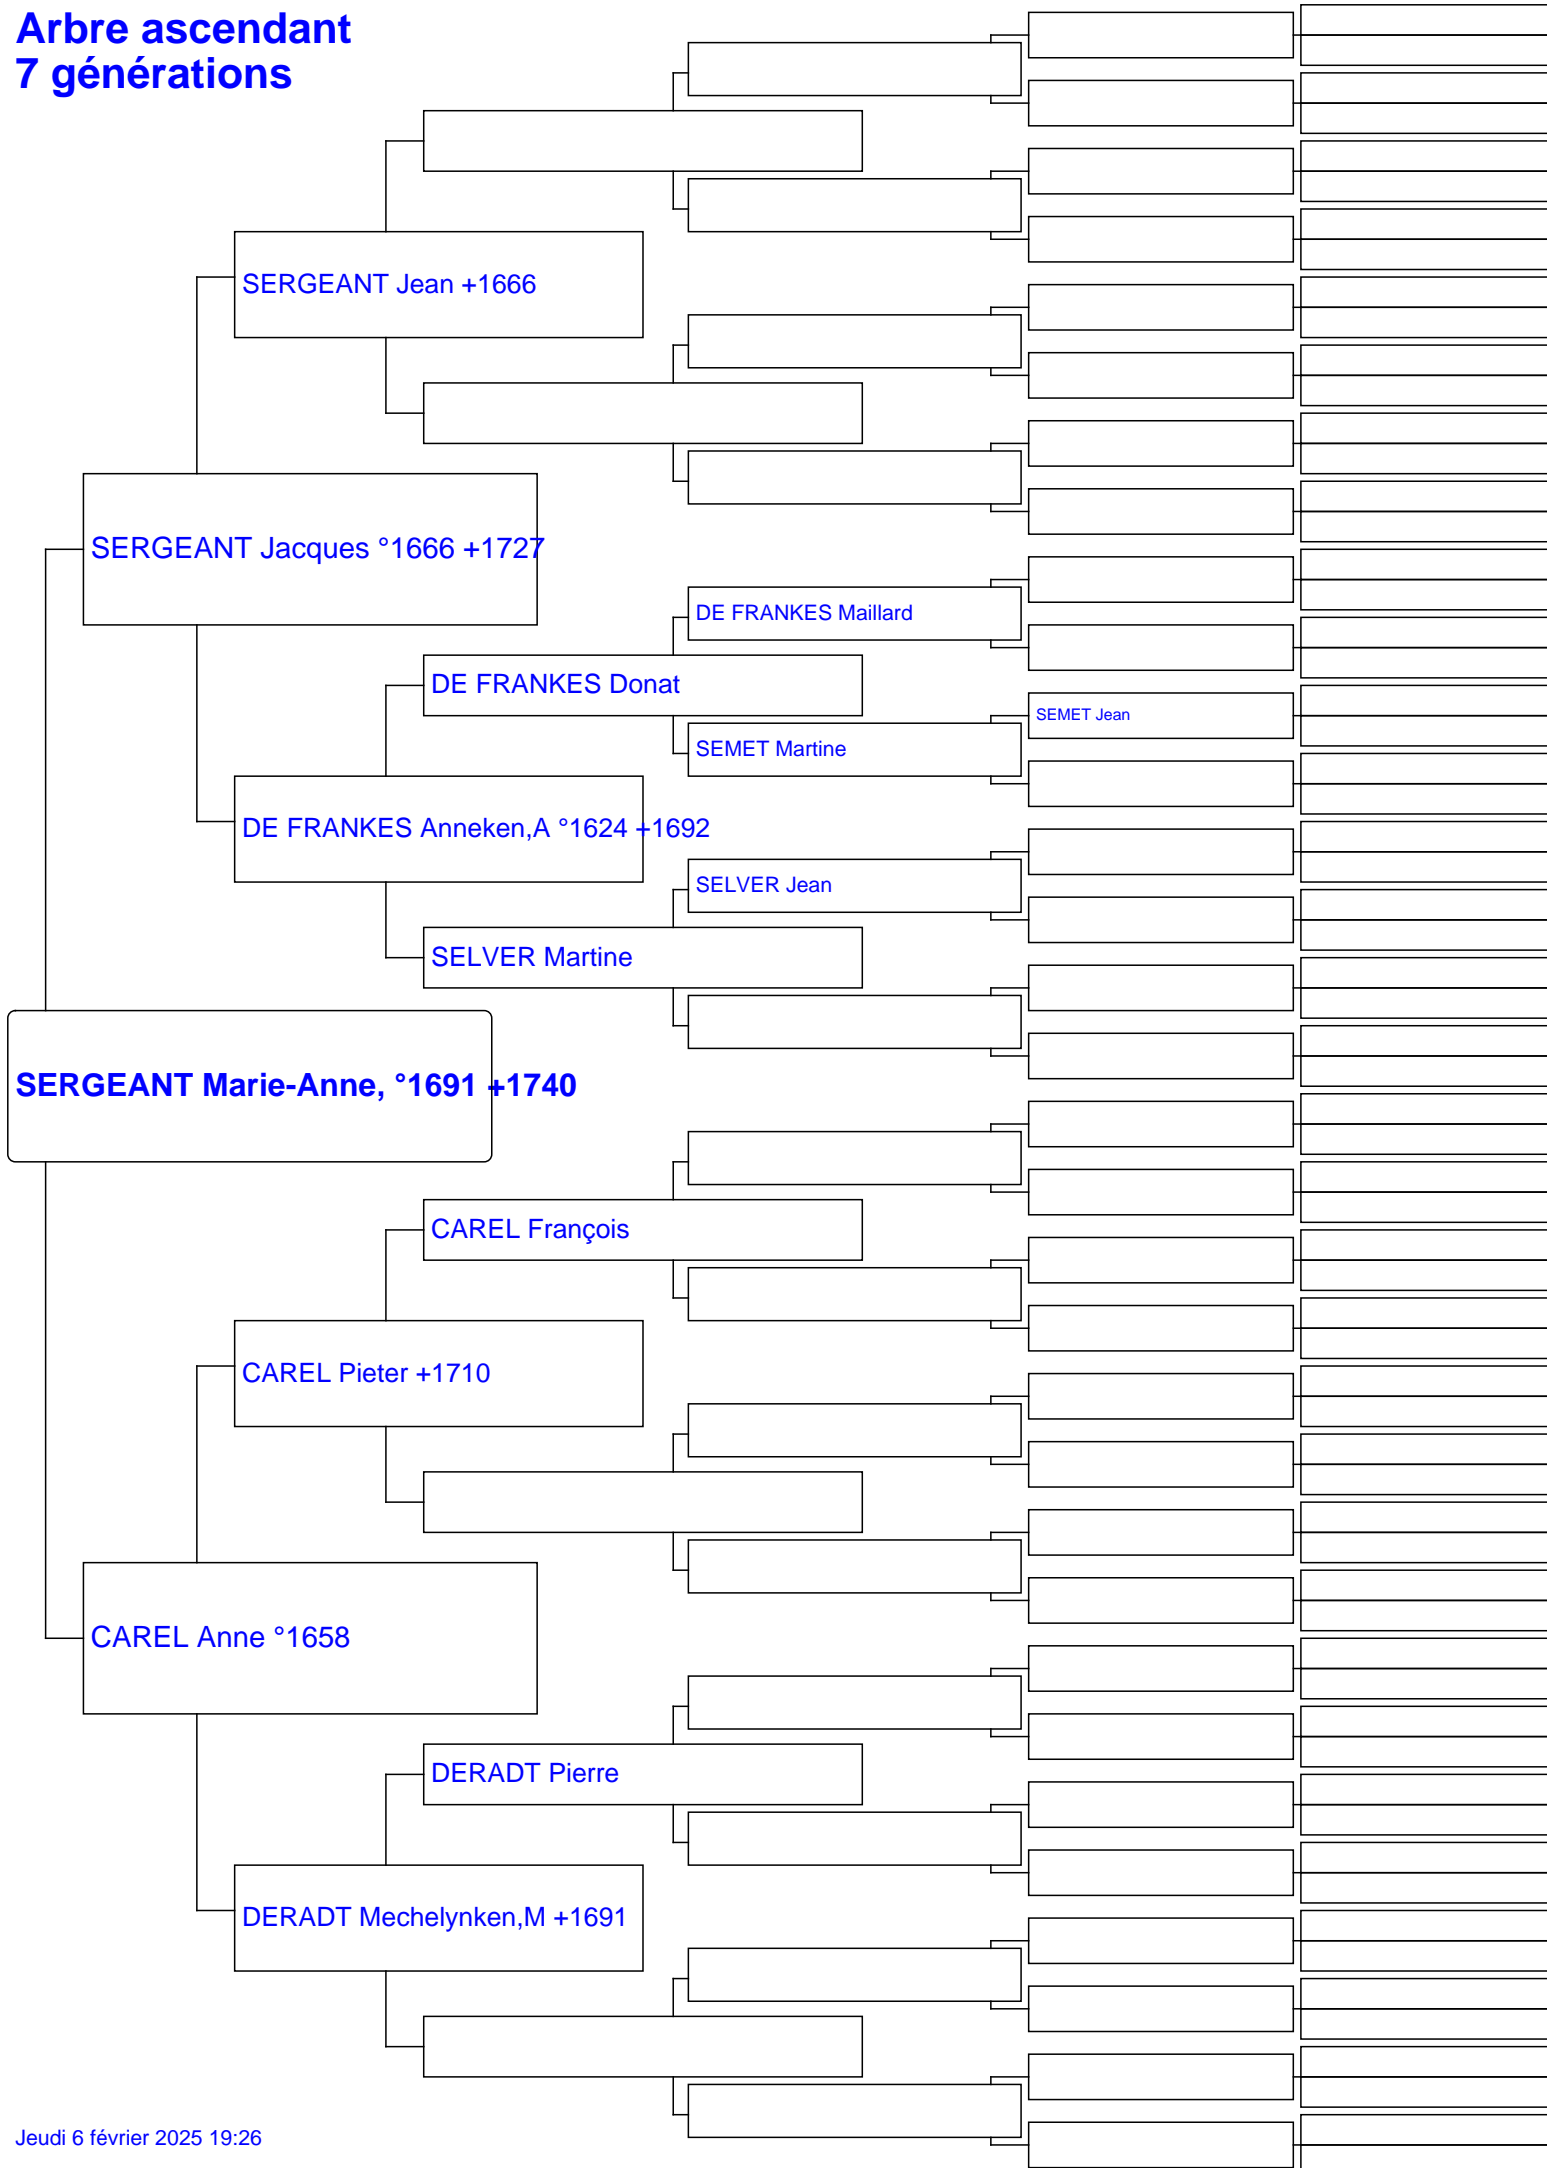 Arbre ascendant
7 générations
SERGEANT Jean +1666
SERGEANT Jacques °1666 +1727
DE FRANKES Maillard
DE FRANKES Donat
SEMET Jean
SEMET Martine
DE FRANKES Anneken,A °1624 +1692
SELVER Jean
SELVER Martine
SERGEANT Marie-Anne, °1691 +1740
CAREL François
CAREL Pieter +1710
CAREL Anne °1658
DERADT Pierre
DERADT Mechelynken,M +1691
Jeudi 6 février 2025 19:26